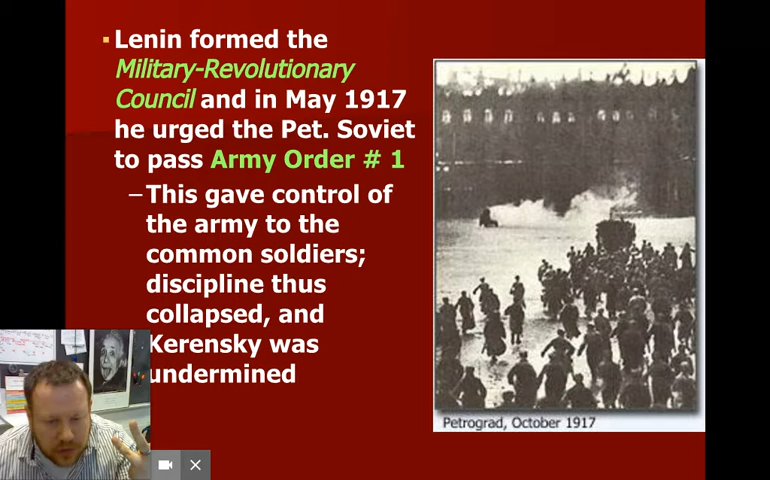 Lenin formed the
Military-Revolutionary
Council and in May 1917
he urged the Pet. Soviet
to pass Army Order # 1
–This gave control of
the army to the
common soldiers;
discipline thus
collapsed, and
Kerensky was
undermined
Petrograd, October 1917